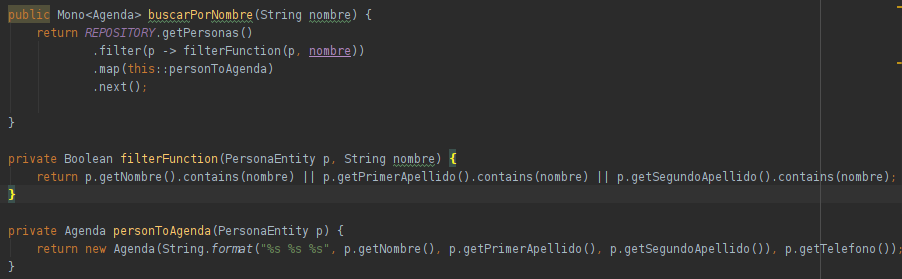 public Mono<Agenda> buscarPorNombre(String nombre) {
    return REPOSITORY.getPersonas()
            .filter(p -> filterFunction(p, nombre))
            .map(this::personToAgenda)
            .next();
}
private Boolean filterFunction(PersonaEntity p, String nombre) {
    return p.getNombre().contains(nombre) || p.getPrimerApellido().contains(nombre) || p.getSegundoApellido().contains(nombre);
}
private Agenda personToAgenda(PersonaEntity p) {
    return new Agenda(String.format("%s %s %s", p.getNombre(), p.getPrimerApellido(), p.getSegundoApellido()), p.getTelefono());
}